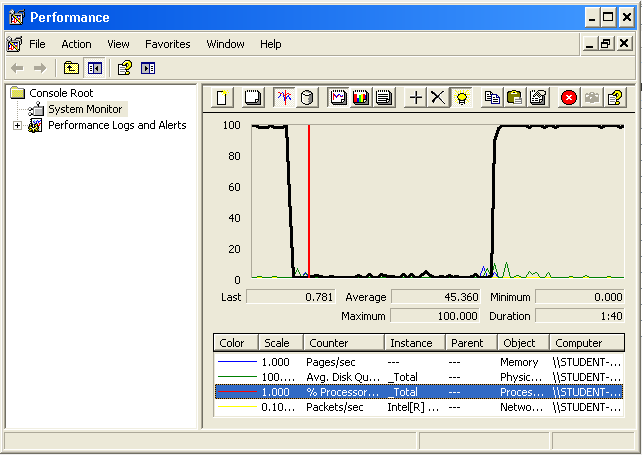 Performance
File Action View Favorites Window Help
Console Root
System Monitor
Performance Logs and Alerts
100
80
60
40
20
0
Last 0.781 Average 45.360 Minimum 0.000
Maximum 100.000 Duration 1:40
Color Scale Counter Instance Parent Object Computer
1.000 Pages/sec --- --- Memory \\STUDENT-...
100.... Avg. Disk Qu... _Total --- Physic... \\STUDENT-...
1.000 % Processor... _Total --- Proces... \\STUDENT-...
0.10... Packets/sec Intel[R] ... --- Netwo... \\STUDENT-...